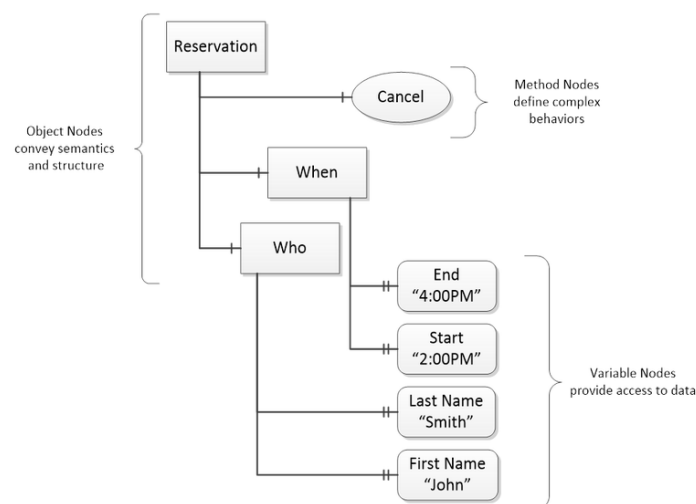 Reservation
Cancel
Method Nodes
define complex
behaviors
Object Nodes
convey semantics
and structure
When
Who
End
“4:00PM”
Start
“2:00PM”
Variable Nodes
provide access to data
Last Name
“Smith”
First Name
“John”